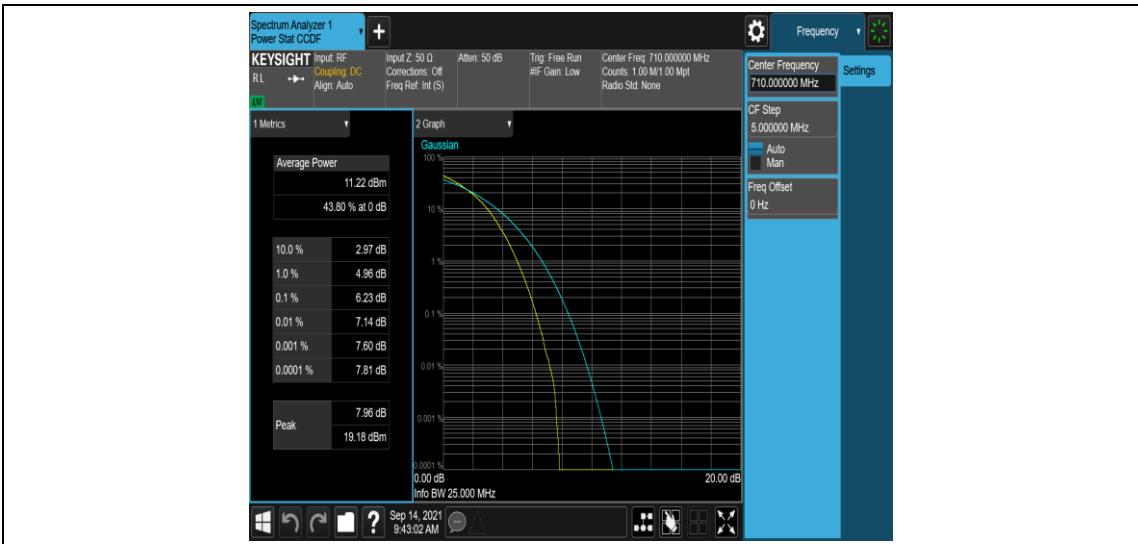 Spectrum Analyzer 1
Power Stat CCDF
+
Frequency
KEYSIGHT
RL
LXI
Input: RF
Coupling: DC
Align: Auto
Input Z: 50 Ω
Corrections: Off
Freq Ref: Int (S)
Atten: 50 dB
Trig: Free Run
#IF Gain: Low
Center Freq: 710.000000 MHz
Counts: 1.00 M/1.00 Mpt
Radio Std: None
Center Frequency
710.000000 MHz
Settings
CF Step
5.000000 MHz
Auto
Man
Freq Offset
0 Hz
1 Metrics
Average Power
11.22 dBm
43.80 % at 0 dB
10.0 % 2.97 dB
1.0 % 4.96 dB
0.1 % 6.23 dB
0.01 % 7.14 dB
0.001 % 7.60 dB
0.0001 % 7.81 dB
Peak
7.96 dB
19.18 dBm
2 Graph
Gaussian
100 %
10 %
1 %
0.1 %
0.01 %
0.001 %
0.0001 %
0.00 dB 20.00 dB
Info BW 25.000 MHz
?
Sep 14, 2021
9:43:02 AM